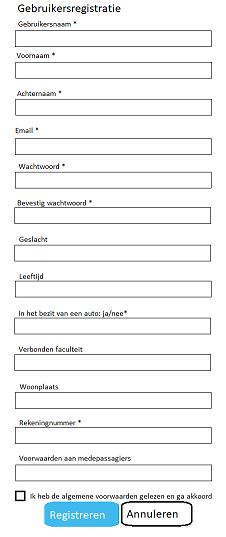 Gebruikersregistratie
Gebruikersnaam *
Voornaam *
Achternaam *
Email *
Wachtwoord *
Bevestig wachtwoord *
Geslacht
Leeftijd
In het bezit van een auto: ja/nee*
Verbonden faculteit
Woonplaats
Rekeningnummer *
Voorwaarden aan medepassagiers
Ik heb de algemene voorwaarden gelezen en ga akkoord
Registreren Annuleren